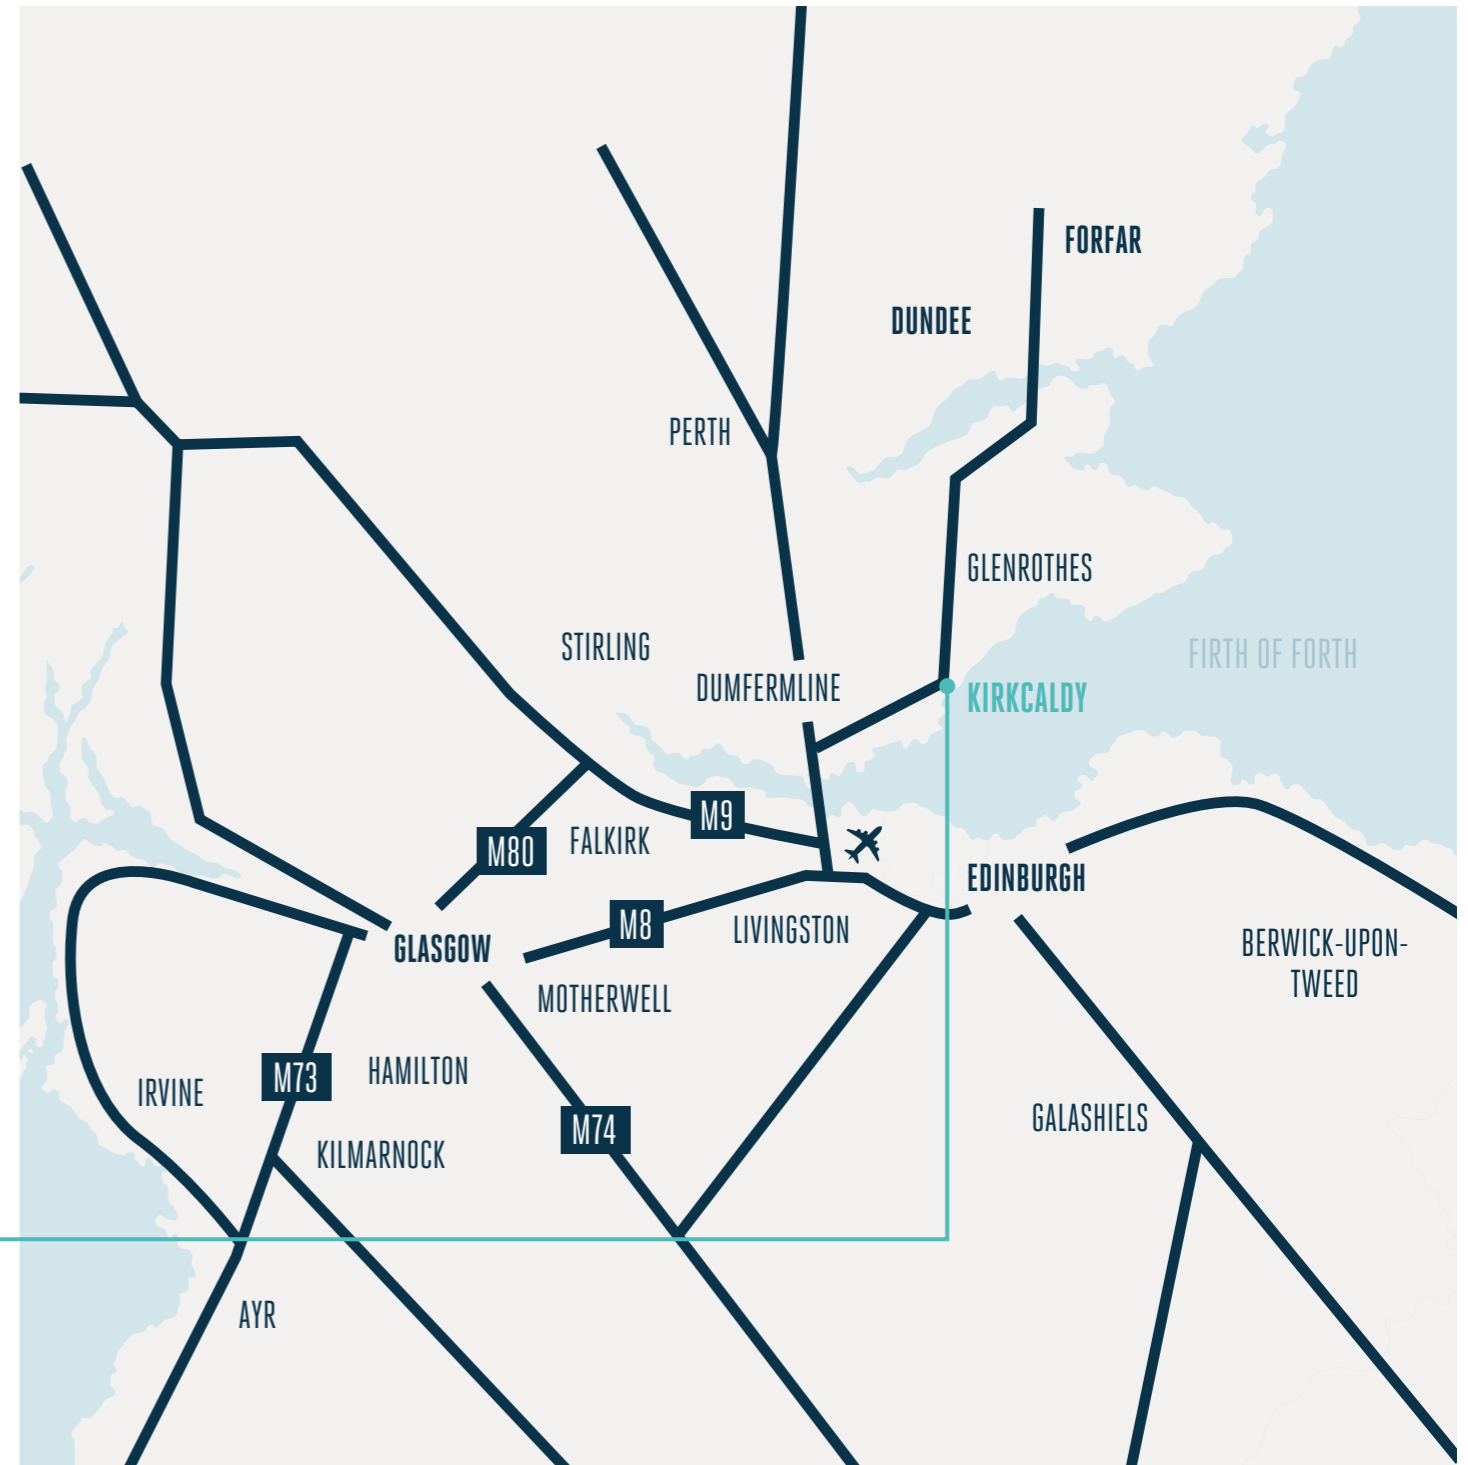 FORFAR
DUNDEE
PERTH
GLENROTHES
STIRLING
FIRTH OF FORTH
DUMFERMLINE
KIRKCALDY
M9
M80
FALKIRK
EDINBURGH
M8
LIVINGSTON
GLASGOW
BERWICK-UPON-
TWEED
MOTHERWELL
M73
HAMILTON
IRVINE
GALASHIELS
M74
KILMARNOCK
AYR